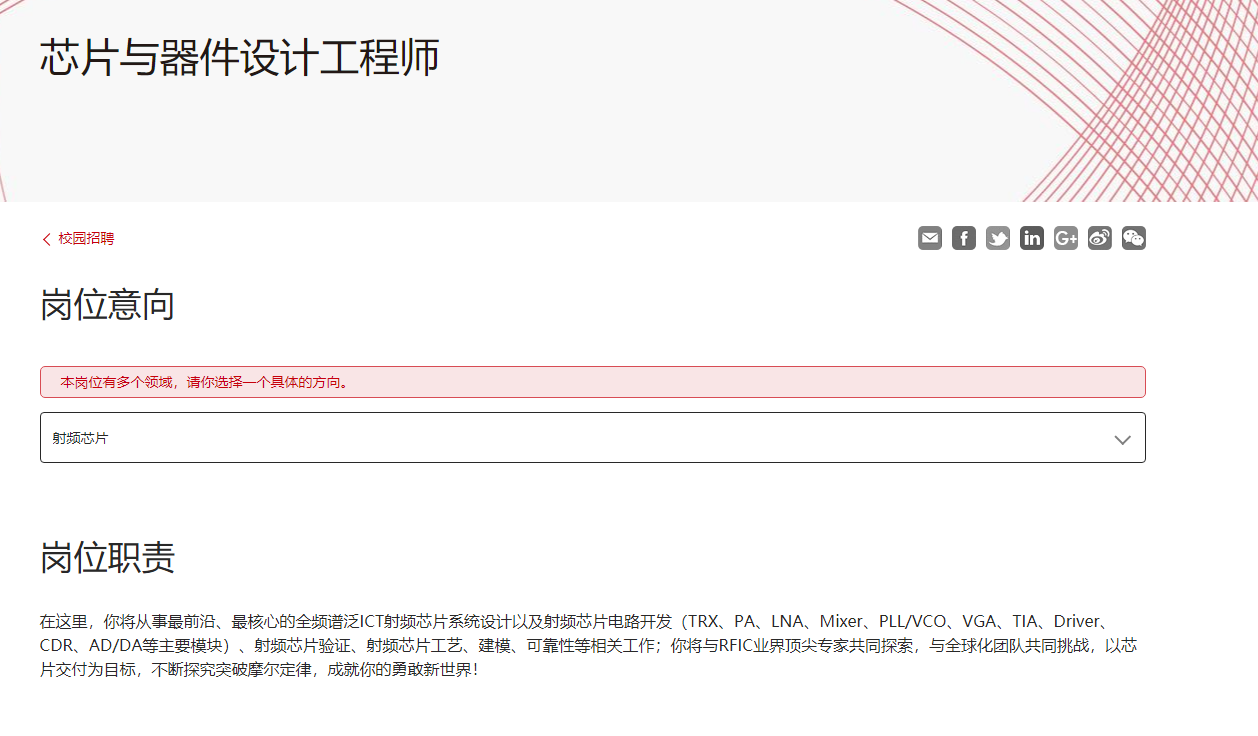 芯片与器件设计工程师
校园招聘
岗位意向
本岗位有多个领域，请你选择一个具体的方向。
射频芯片
岗位职责
在这里，你将从事最前沿、最核心的全频谱泛ICT射频芯片系统设计以及射频芯片电路开发（TRX、PA、LNA、Mixer、PLL/VCO、VGA、TIA、Driver、
CDR、AD/DA等主要模块）、射频芯片验证、射频芯片工艺、建模、可靠性等相关工作；你将与RFIC业界顶尖专家共同探索，与全球化团队共同挑战，以芯
片交付为目标，不断探究突破摩尔定律，成就你的勇敢新世界！